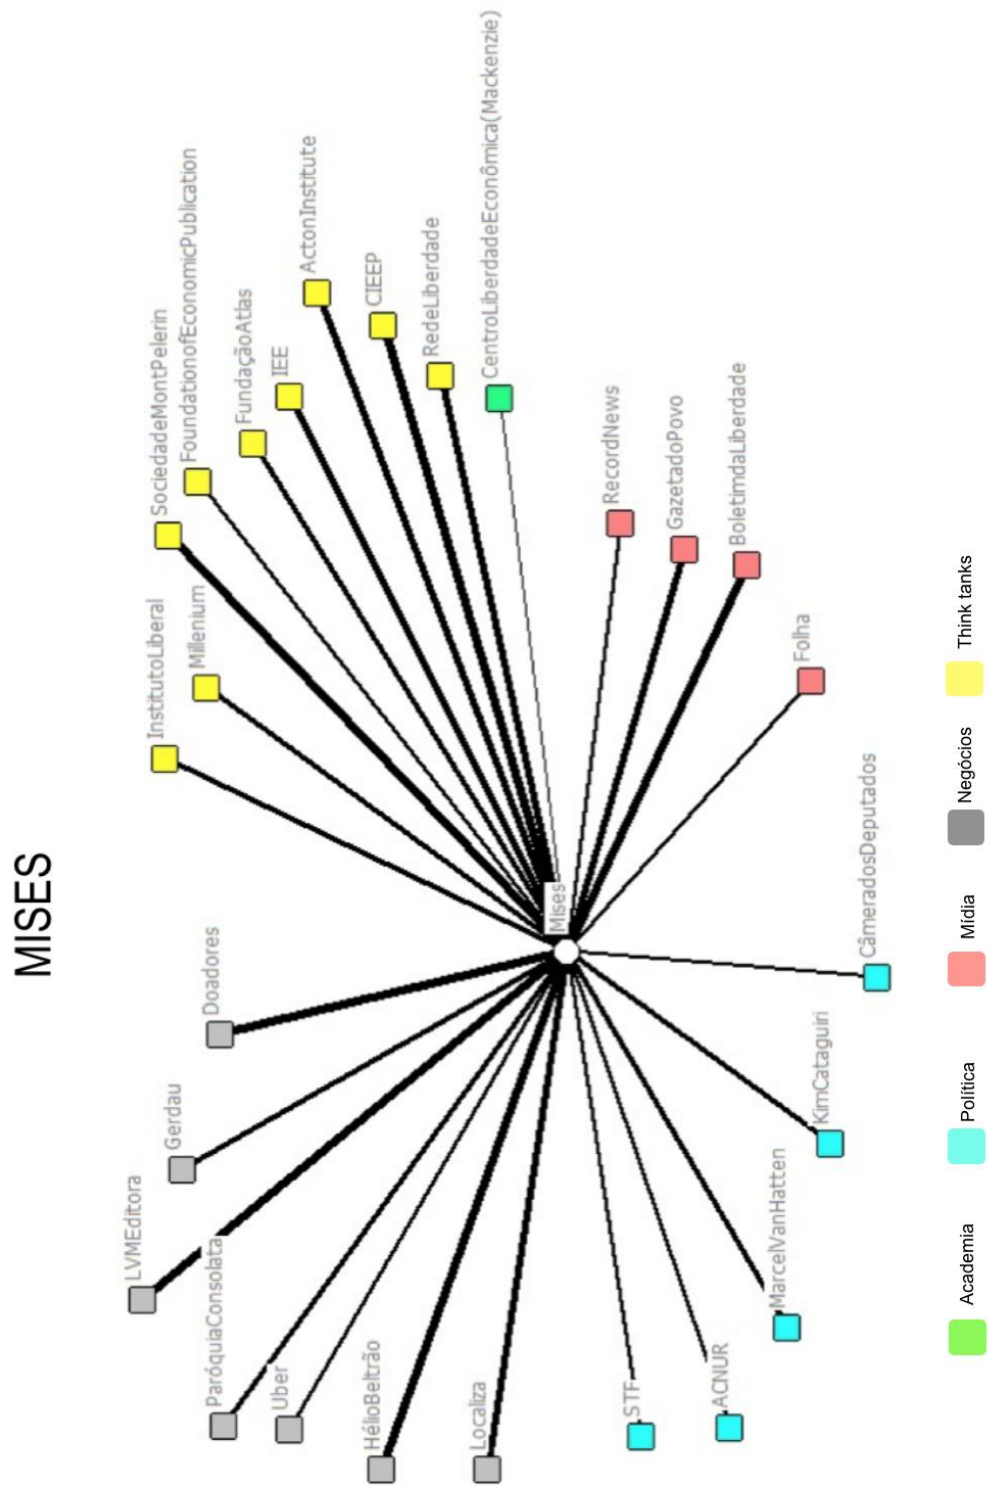 MISES
InstitutoLiberal
Millenium
SociedadeMontPelerin
FoundationofEconomicPublication
FundaçãoAtlas
IEE
ActonInstitute
CIEEP
RedeLiberdade
CentroLiberdadeEconômica(Mackenzie)
RecordNews
GazetadoPovo
BoletimdaLiberdade
Folha
Mises
CâmeradosDeputados
KimCataguiri
MarcelVanHatten
ACNUR
STF
Localiza
HélioBeltrão
Uber
ParóquiaConsolata
LVMEditora
Gerdau
Doadores
Academia
Política
Mídia
Negócios
Think tanks